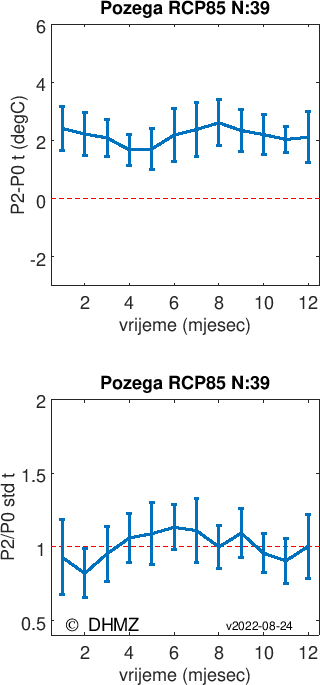 Pozega RCP85 N:39
P2-P0 t (degC)
6
4
2
0
-2
2 4 6 8 10 12
vrijeme (mjesec)
Pozega RCP85 N:39
P2/P0 std t
2
1.5
1
0.5
© DHMZ
v2022-08-24
2 4 6 8 10 12
vrijeme (mjesec)